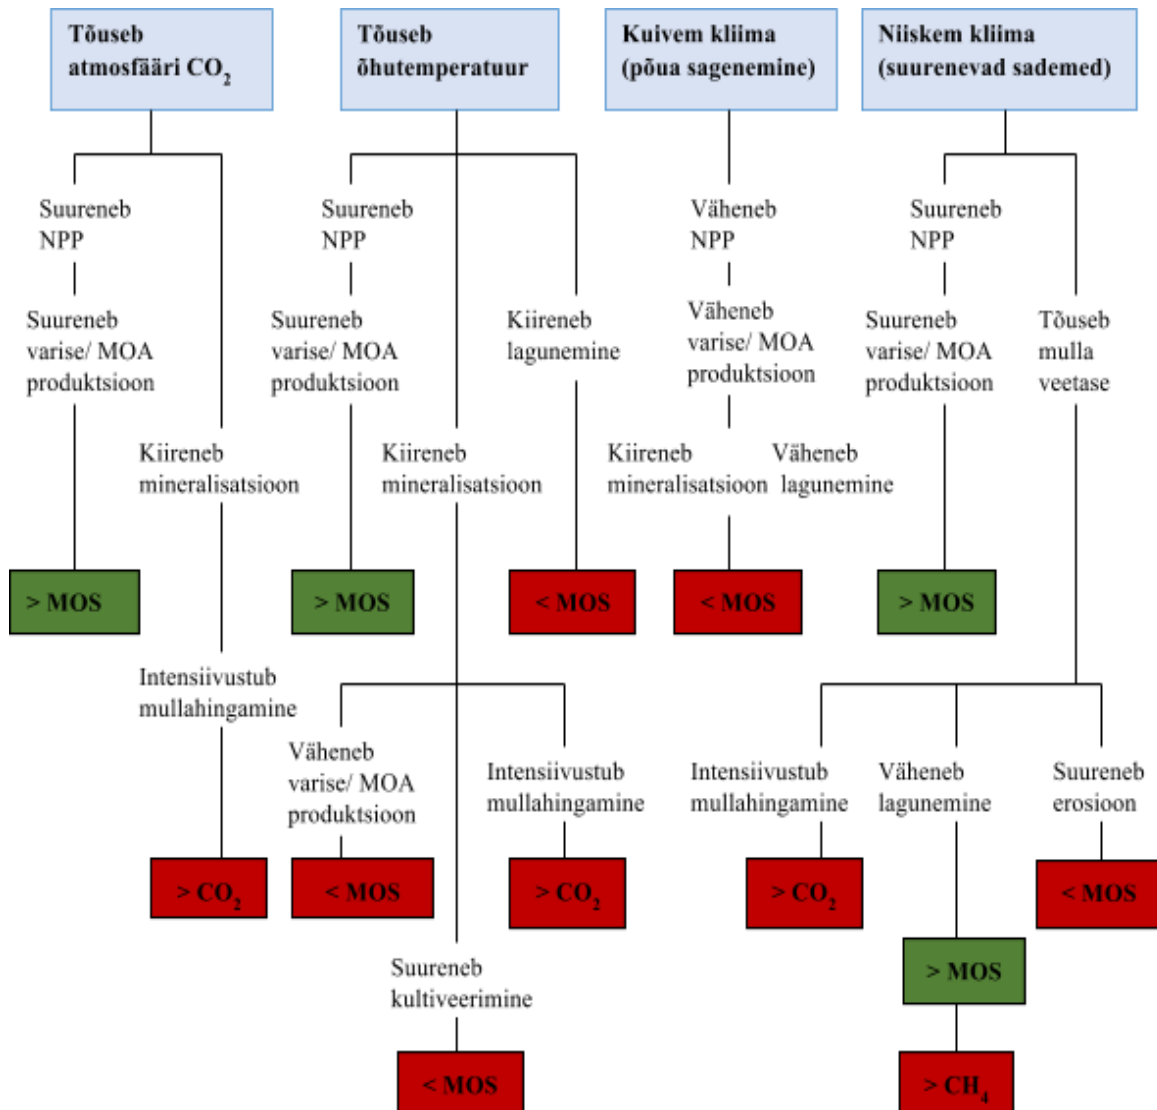 Tõuseb
atmosfääri CO₂
Tõuseb
õhutemperatuur
Kuivem kliima
(põua sagenemine)
Niiskem kliima
(suurenevad sademed)
Suureneb
NPP
Suureneb
NPP
Väheneb
NPP
Suureneb
NPP
Suureneb
varise/ MOA
produktsioon
Suureneb
varise/ MOA
produktsioon
Kiireneb
lagunemine
Väheneb
varise/ MOA
produktsioon
Suureneb
varise/ MOA
produktsioon
Tõuseb
mulla
veetase
Kiireneb
mineralisatsioon
Kiireneb
mineralisatsioon
Kiireneb
mineralisatsioon
Väheneb
lagunemine
> MOS
> MOS
< MOS
< MOS
> MOS
Intensiivustub
mullahingamine
Väheneb
varise/ MOA
produktsioon
Intensiivustub
mullahingamine
Intensiivustub
mullahingamine
Väheneb
lagunemine
Suureneb
erosioon
> CO₂
< MOS
> CO₂
> CO₂
< MOS
> MOS
Suureneb
kultiveerimine
< MOS
> CH₄